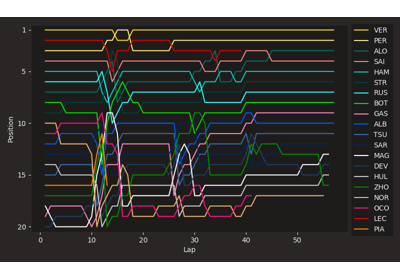 1
5
10
15
20
Position
0
10
20
30
40
50
Lap
VER
PER
ALO
SAI
HAM
STR
RUS
BOT
GAS
ALB
TSU
SAR
MAG
DEV
HUL
ZHO
NOR
OCO
LEC
PIA